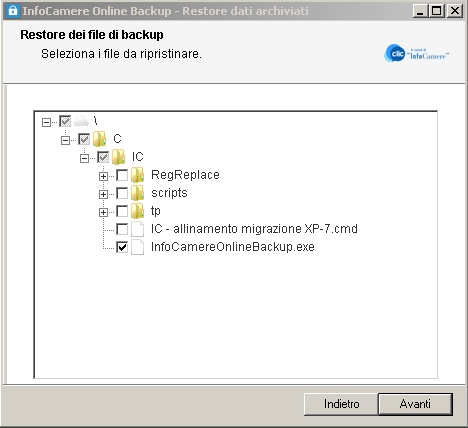 InfoCamere Online Backup - Restore dati archiviati
Restore dei file di backup
Seleziona i file da ripristinare.
clic
"InfoCamere"
\
C
IC
RegReplace
scripts
tp
IC - allinamento migrazione XP-7.cmd
InfoCamereOnlineBackup.exe
Indietro
Avanti